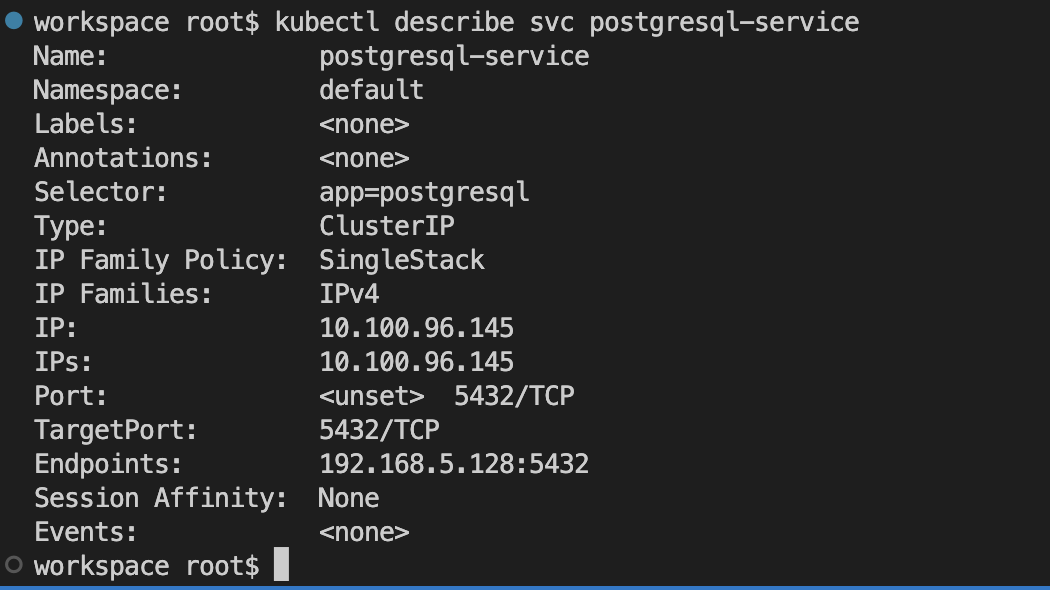 workspace root$ kubectl describe svc postgresql-service
Name:              postgresql-service
Namespace:         default
Labels:            <none>
Annotations:       <none>
Selector:          app=postgresql
Type:              ClusterIP
IP Family Policy:  SingleStack
IP Families:       IPv4
IP:                10.100.96.145
IPs:               10.100.96.145
Port:              <unset>  5432/TCP
TargetPort:        5432/TCP
Endpoints:         192.168.5.128:5432
Session Affinity:  None
Events:            <none>
workspace root$